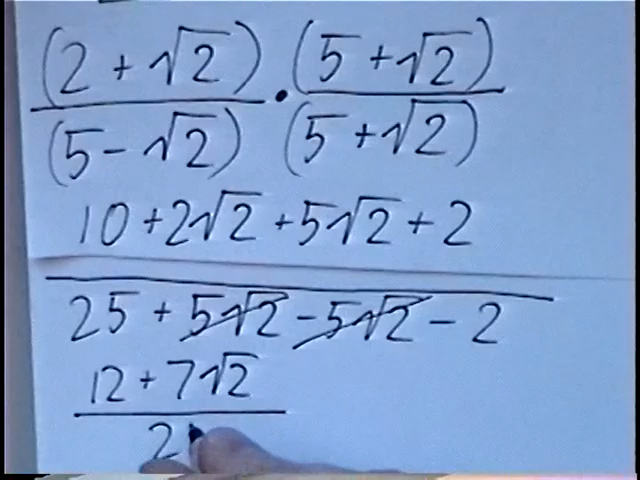 (2 + √2) . (5 + √2)
(5 - √2) (5 + √2)
10 + 2√2 + 5√2 + 2
25 + 5√2 - 5√2 - 2
12 + 7√2
2